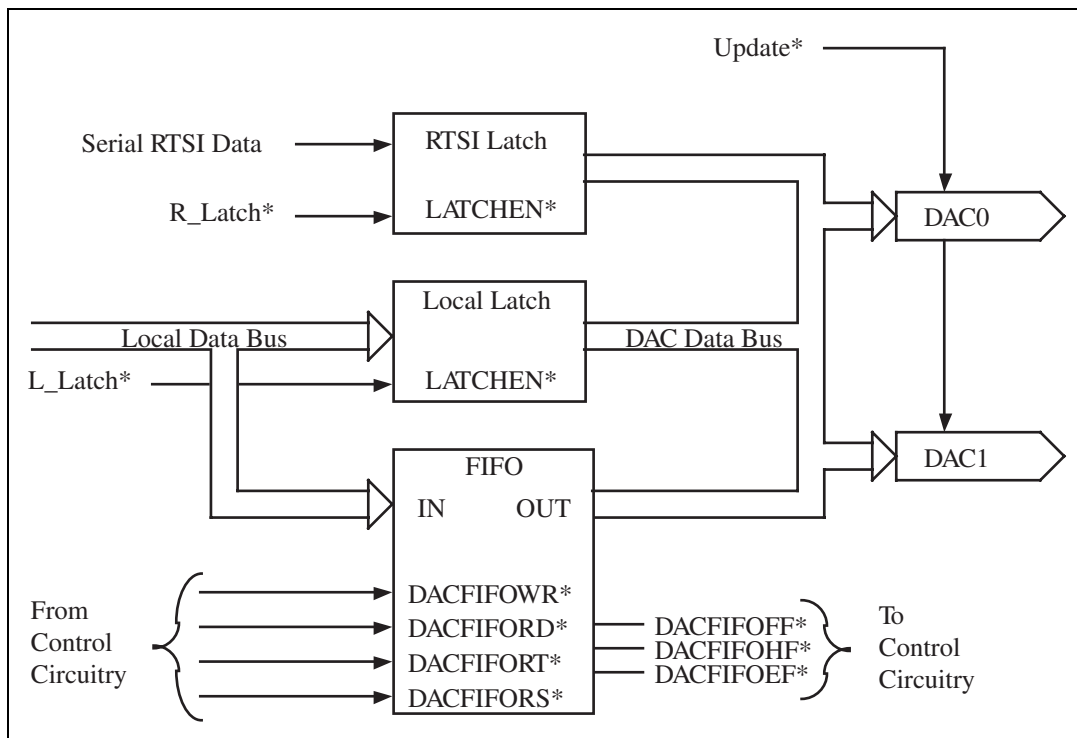 Update*
Serial RTSI Data
RTSI Latch
R_Latch*
LATCHEN*
DAC0
Local Latch
Local Data Bus
DAC Data Bus
L_Latch*
LATCHEN*
FIFO
DAC1
IN
OUT
From
Control
Circuitry
DACFIFOWR*
DACFIFORD*
DACFIFORT*
DACFIFORS*
DACFIFOFF*
DACFIFOHF*
DACFIFOEF*
To
Control
Circuitry